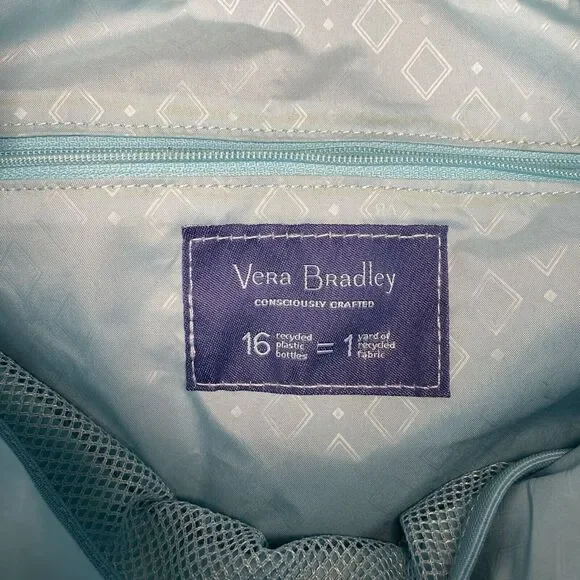 Vera Bradley
CONSCIOUSLY CRAFTED
16 recycled plastic bottles = 1 yard of recycled fabric